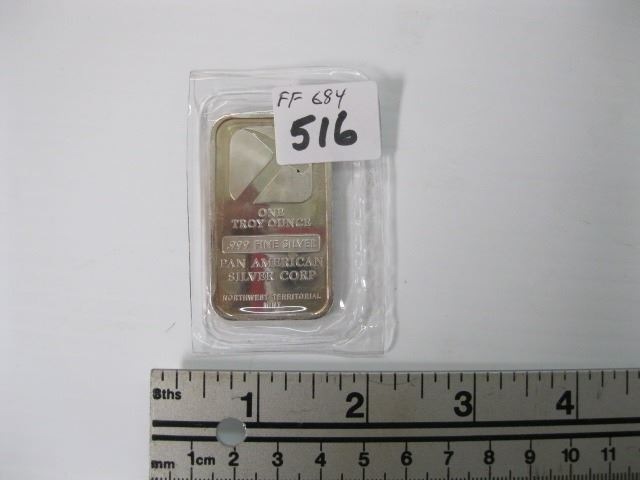 FF 684
516
ONE
TROY OUNCE
.999 FINE SILVER
PAN AMERICAN
SILVER CORP
NORTHWEST TERRITORIAL
MINT
8ths 1 2 3 4
mm 1cm 2 3 4 5 6 7 8 9 10 11